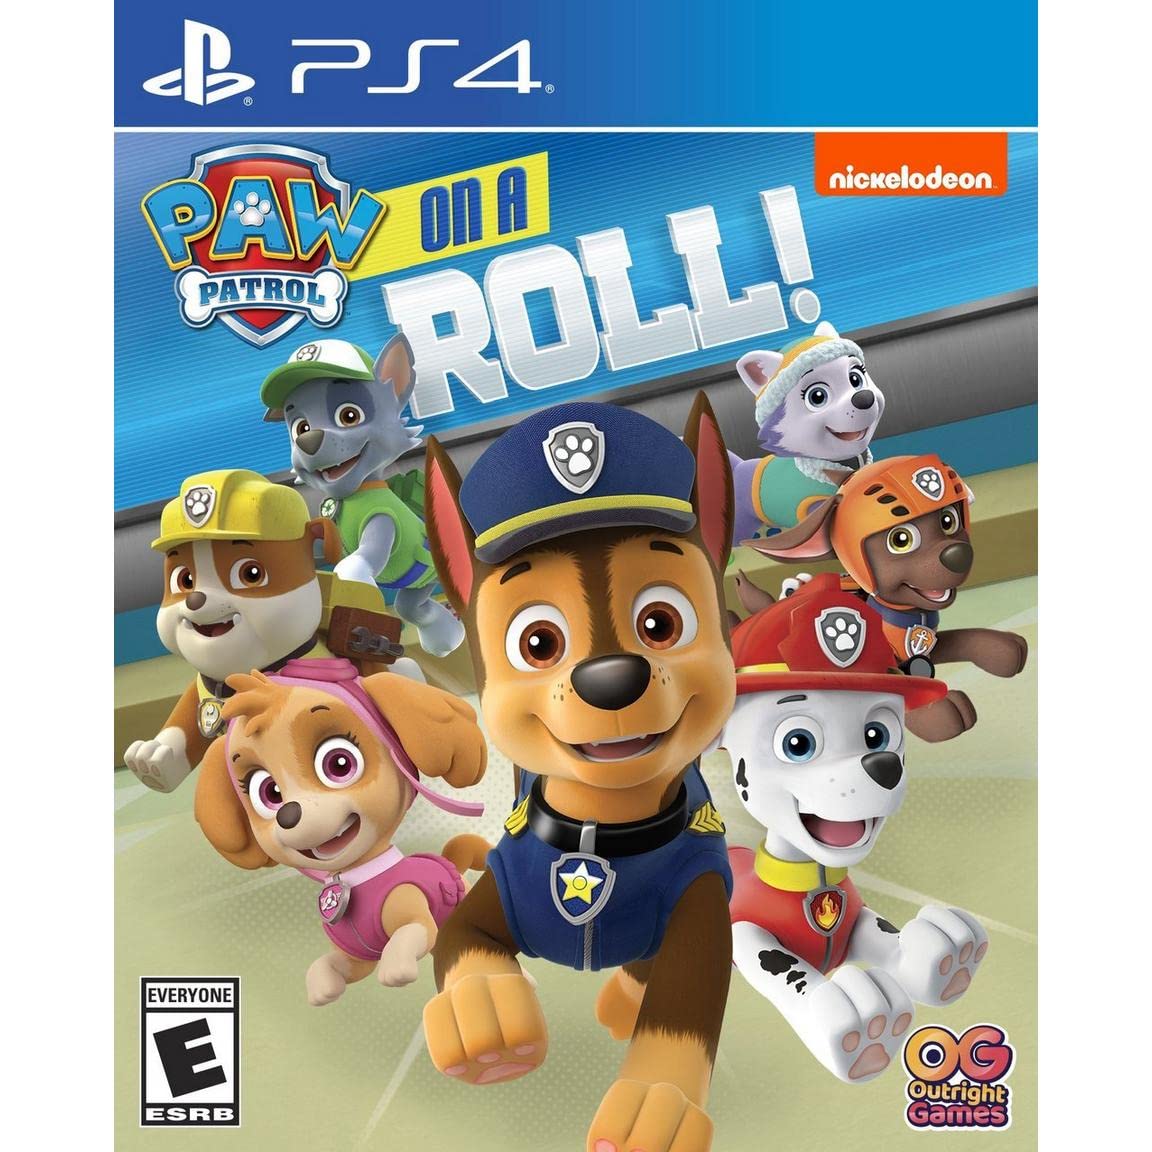 PS4
nickelodeon
PAW
PATROL
ON A
ROLL!
EVERYONE
E
ESRB
OG
Outright
Games